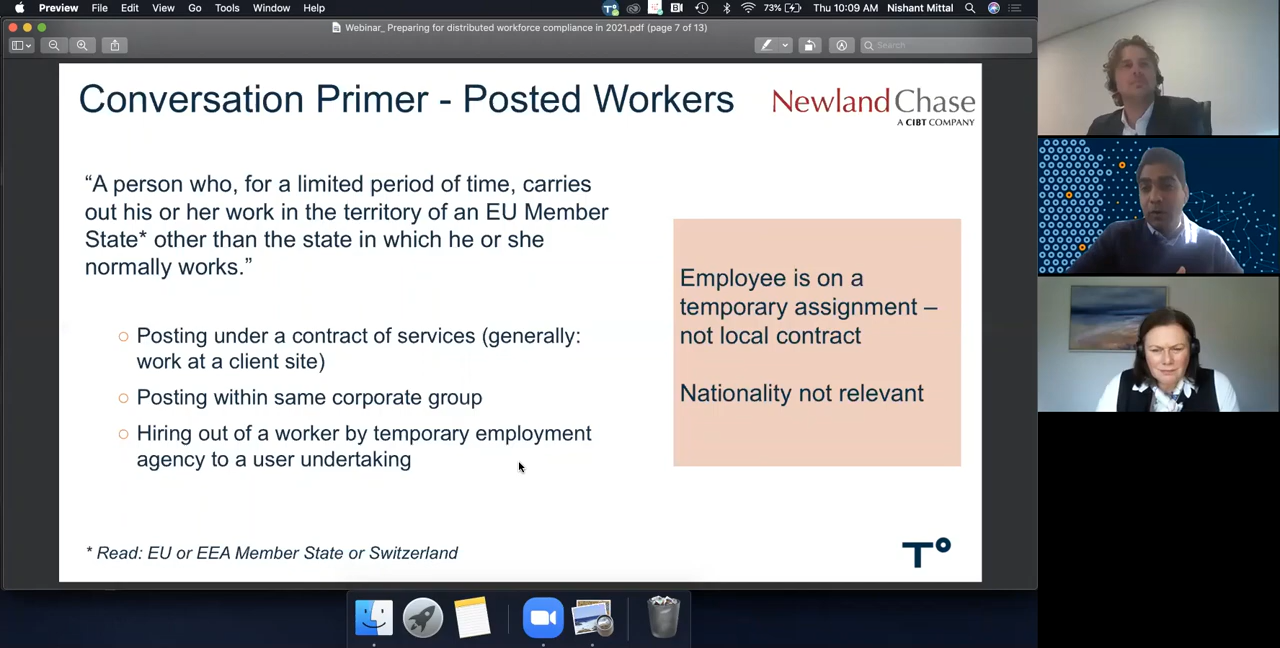 Preview File Edit View Go Tools Window Help 73% Thu 10:09 AM Nishant Mittal
Webinar_ Preparing for distributed workforce compliance in 2021.pdf (page 7 of 13)
Search
Conversation Primer - Posted Workers
Newland Chase
A CIBT COMPANY
“A person who, for a limited period of time, carries
out his or her work in the territory of an EU Member
State* other than the state in which he or she
normally works.”
Posting under a contract of services (generally:
work at a client site)
Posting within same corporate group
Hiring out of a worker by temporary employment
agency to a user undertaking
Employee is on a
temporary assignment –
not local contract
Nationality not relevant
* Read: EU or EEA Member State or Switzerland
T°